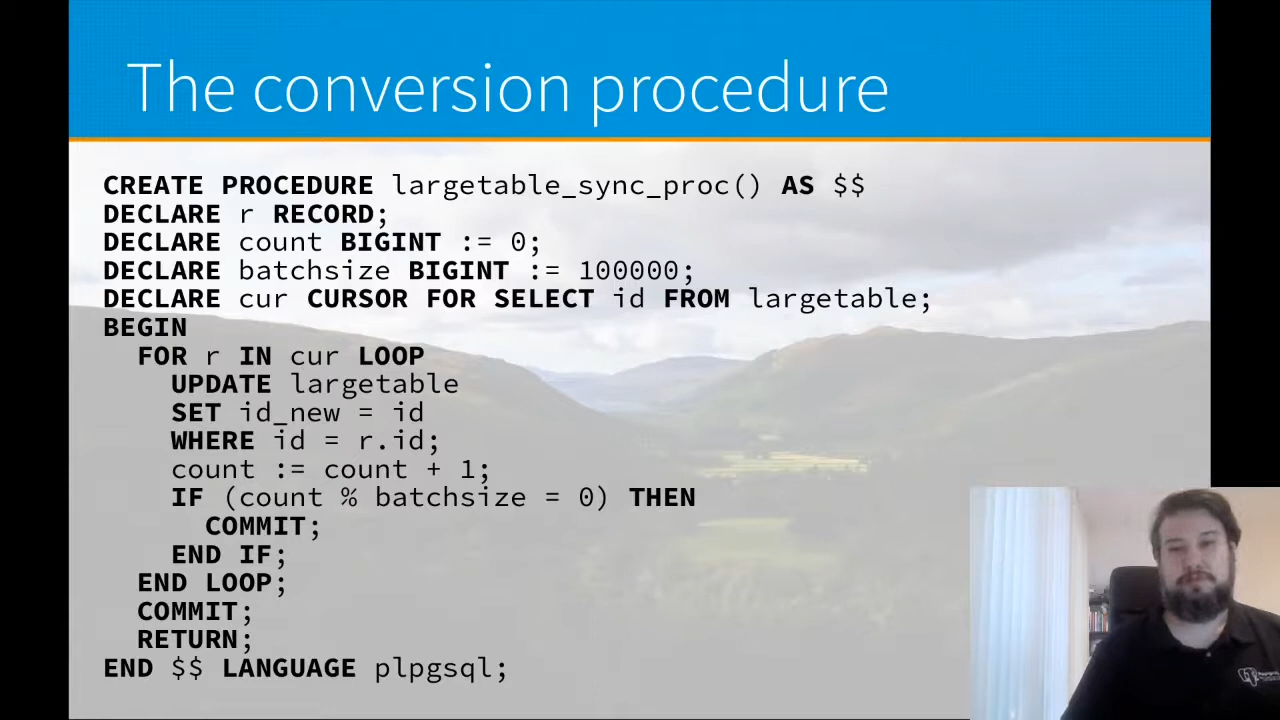 The conversion procedure
CREATE PROCEDURE largetable_sync_proc() AS $$
DECLARE r RECORD;
DECLARE count BIGINT := 0;
DECLARE batchsize BIGINT := 100000;
DECLARE cur CURSOR FOR SELECT id FROM largetable;
BEGIN
  FOR r IN cur LOOP
    UPDATE largetable
    SET id_new = id
    WHERE id = r.id;
    count := count + 1;
    IF (count % batchsize = 0) THEN
      COMMIT;
    END IF;
  END LOOP;
  COMMIT;
  RETURN;
END $$ LANGUAGE plpgsql;